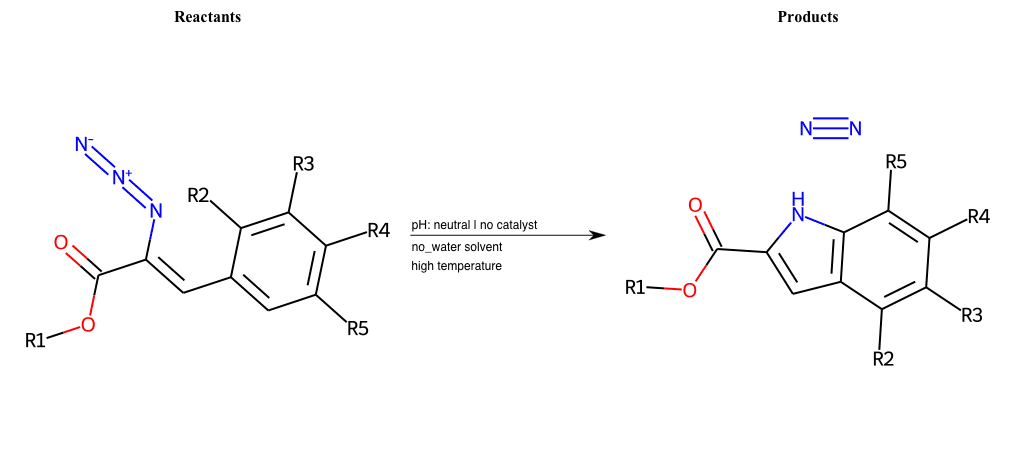 Reactants
Products
N-
N+
N
R2
R3
R4
R5
O
O
R1
pH: neutral | no catalyst
no_water solvent
high temperature
N N
R5
H
N
R4
O
R1
O
R3
R2